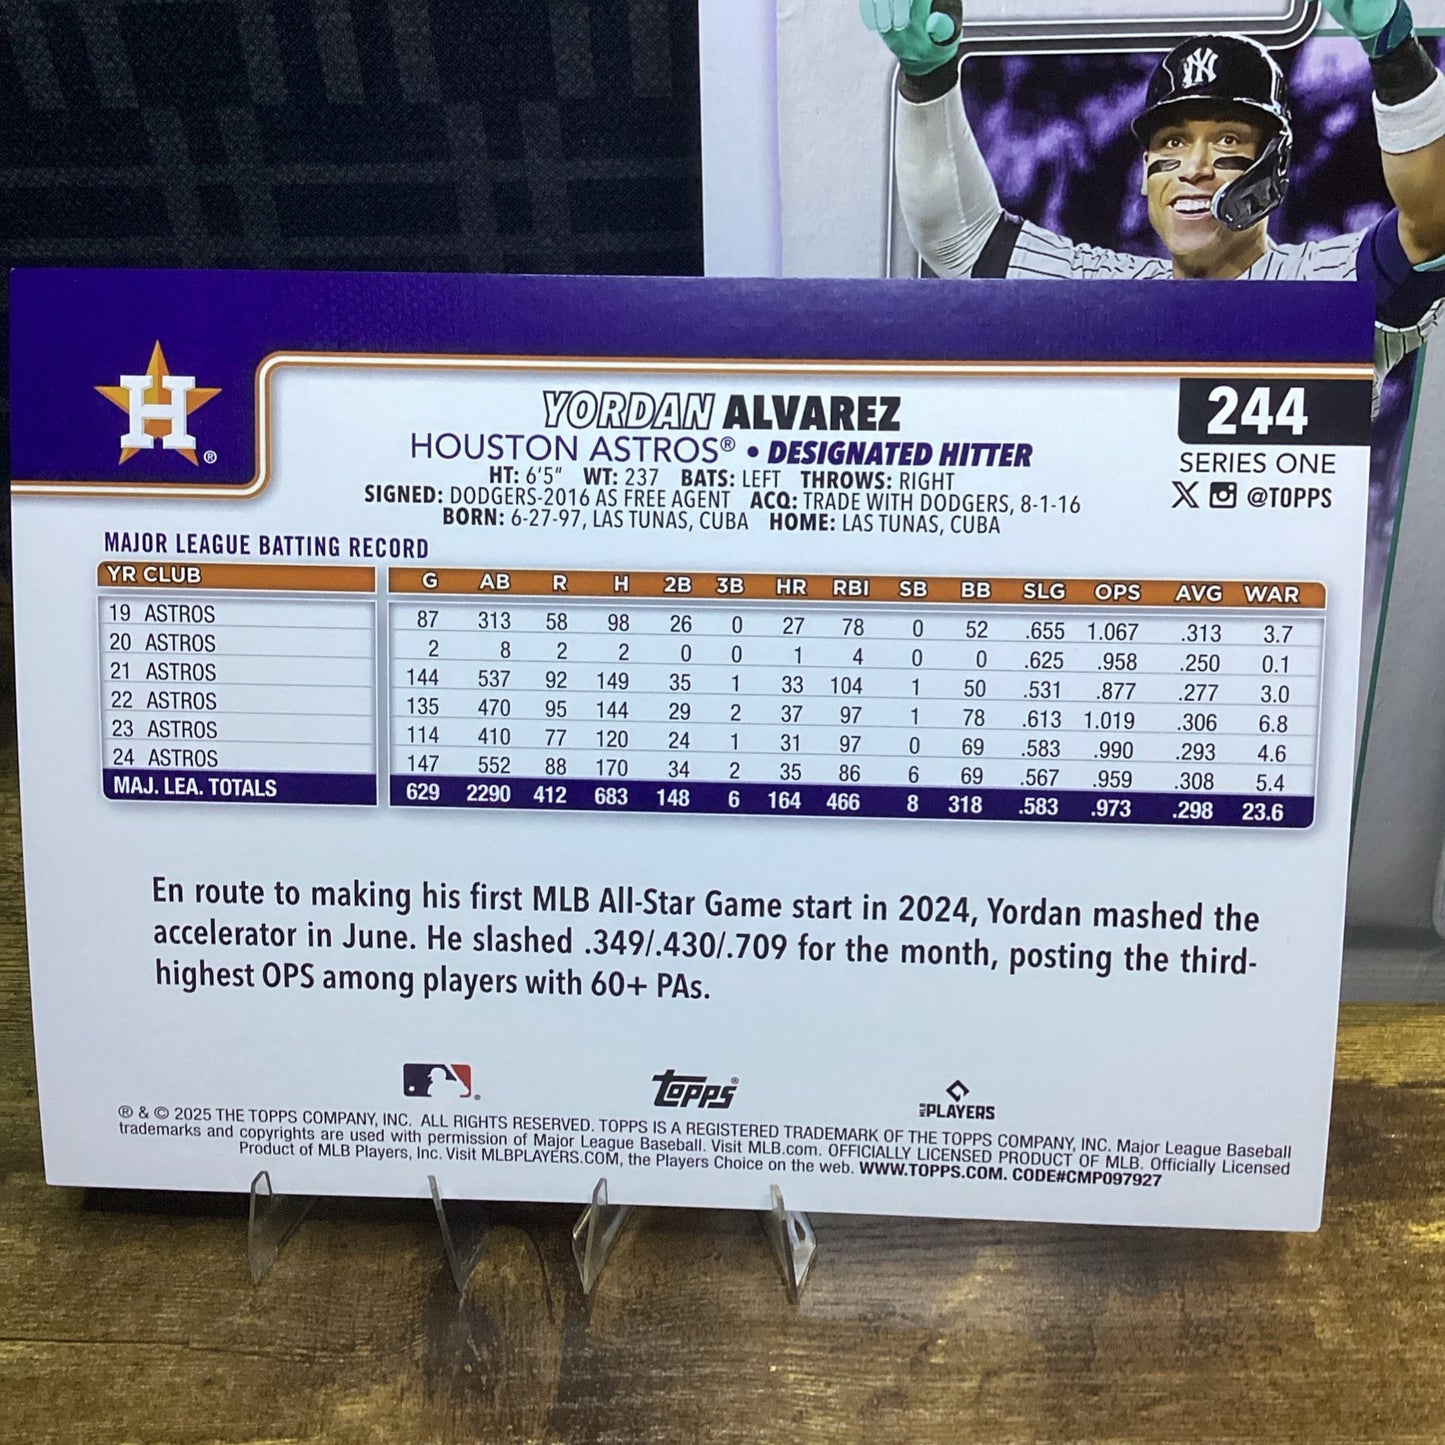 NY
H ®
YORDAN ALVAREZ
244
HOUSTON ASTROS® • DESIGNATED HITTER
SERIES ONE
HT: 6'5" WT: 237 BATS: LEFT THROWS: RIGHT
SIGNED: DODGERS-2016 AS FREE AGENT ACQ: TRADE WITH DODGERS, 8-1-16
X @TOPPS
BORN: 6-27-97, LAS TUNAS, CUBA HOME: LAS TUNAS, CUBA
MAJOR LEAGUE BATTING RECORD
YR CLUB G AB R H 2B 3B HR RBI SB BB SLG OPS AVG WAR
19 ASTROS 87 313 58 98 26 0 27 78 0 52 .655 1.067 .313 3.7
20 ASTROS 2 8 2 2 0 0 1 4 0 0 .625 .958 .250 0.1
21 ASTROS 144 537 92 149 35 1 33 104 1 50 .531 .877 .277 3.0
22 ASTROS 135 470 95 144 29 2 37 97 1 78 .613 1.019 .306 6.8
23 ASTROS 114 410 77 120 24 1 31 97 0 69 .583 .990 .293 4.6
24 ASTROS 147 552 88 170 34 2 35 86 6 69 .567 .959 .308 5.4
MAJ. LEA. TOTALS 629 2290 412 683 148 6 164 466 8 318 .583 .973 .298 23.6
En route to making his first MLB All-Star Game start in 2024, Yordan mashed the
accelerator in June. He slashed .349/.430/.709 for the month, posting the third-
highest OPS among players with 60+ PAs.
Topps®
MLB PLAYERS
® & © 2025 THE TOPPS COMPANY, INC. ALL RIGHTS RESERVED. TOPPS IS A REGISTERED TRADEMARK OF THE TOPPS COMPANY, INC. Major League Baseball
trademarks and copyrights are used with permission of Major League Baseball. Visit MLB.com. OFFICIALLY LICENSED PRODUCT OF MLB. Officially Licensed
Product of MLB Players, Inc. Visit MLBPLAYERS.COM, the Players Choice on the web. WWW.TOPPS.COM. CODE#CMP097927